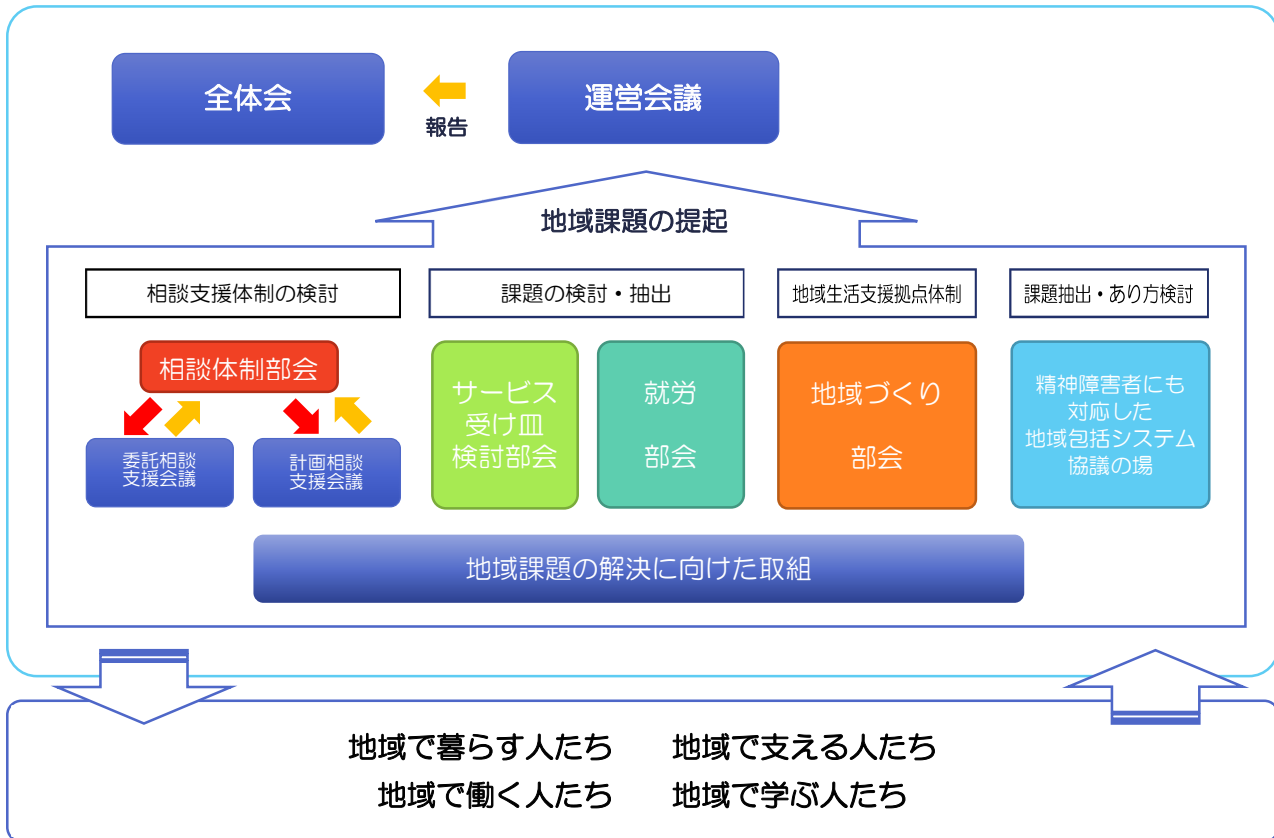 全体会
報告
運営会議
地域課題の提起
相談支援体制の検討
課題の検討・抽出
地域生活支援拠点体制
課題抽出・あり方検討
相談体制部会
委託相談
支援会議
計画相談
支援会議
サービス
受け皿
検討部会
就労
部会
地域づくり
部会
精神障害者にも
対応した
地域包括システム
協議の場
地域課題の解決に向けた取組
地域で暮らす人たち　　地域で支える人たち
地域で働く人たち　　地域で学ぶ人たち